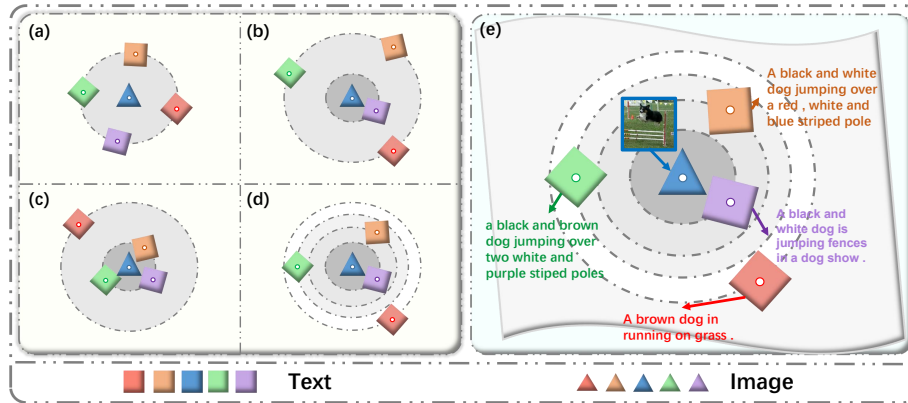 (a)
(b)
(c)
(d)
(e)
A black and white
dog jumping over
a red , white and
blue striped pole
a black and brown
dog jumping over
two white and
purple stiped poles
A black and
white dog is
jumping fences
in a dog show .
A brown dog in
running on grass .
Text
Image